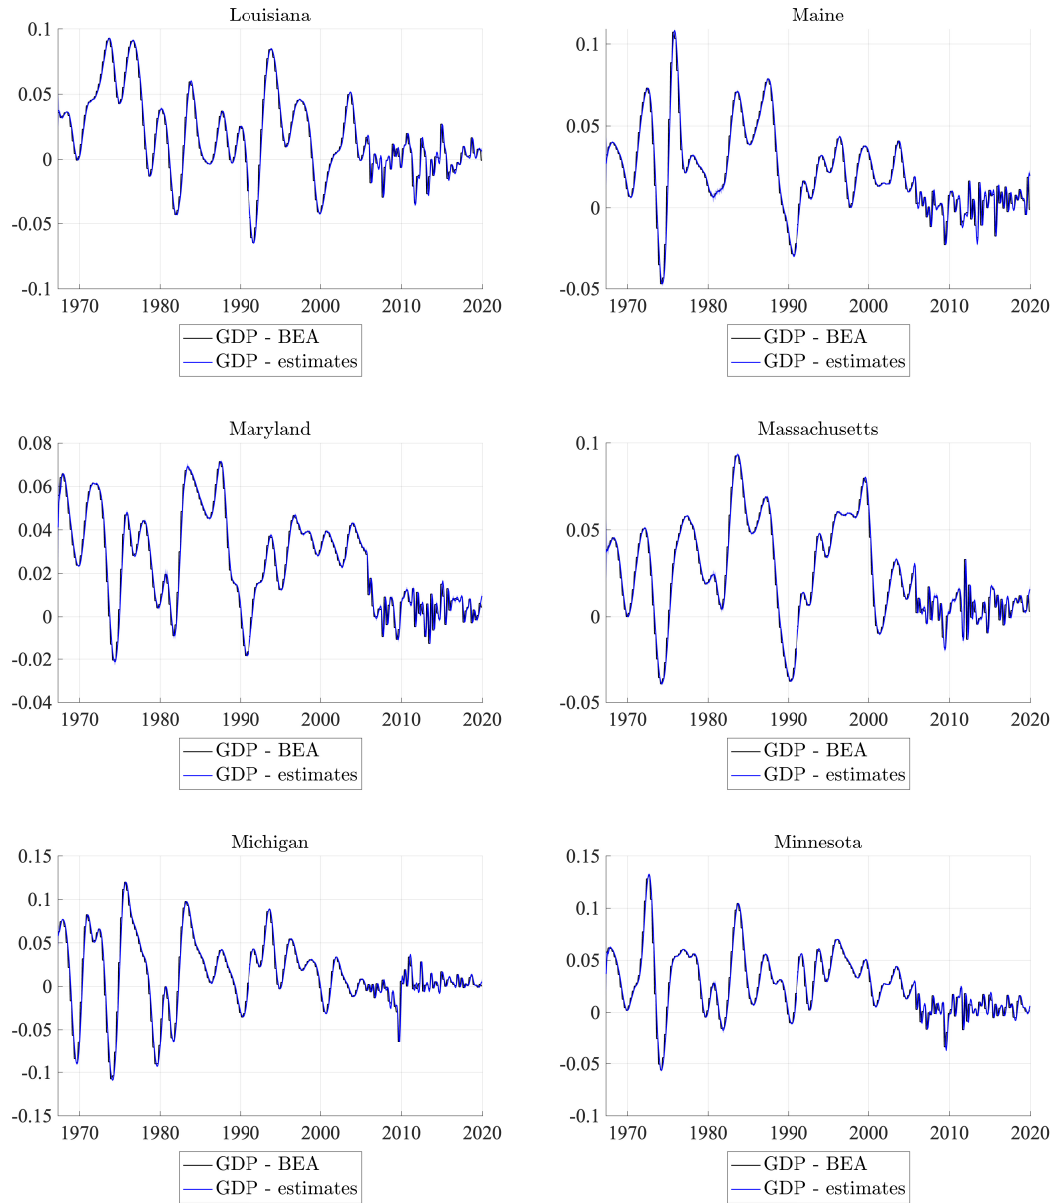 Louisiana
0.1
0.05
0
-0.05
-0.1
1970 1980 1990 2000 2010 2020
GDP - BEA
GDP - estimates
Maine
0.1
0.05
0
-0.05
1970 1980 1990 2000 2010 2020
GDP - BEA
GDP - estimates
Maryland
0.08
0.06
0.04
0.02
0
-0.02
-0.04
1970 1980 1990 2000 2010 2020
GDP - BEA
GDP - estimates
Massachusetts
0.1
0.05
0
-0.05
1970 1980 1990 2000 2010 2020
GDP - BEA
GDP - estimates
Michigan
0.15
0.1
0.05
0
-0.05
-0.1
-0.15
1970 1980 1990 2000 2010 2020
GDP - BEA
GDP - estimates
Minnesota
0.15
0.1
0.05
0
-0.05
-0.1
1970 1980 1990 2000 2010 2020
GDP - BEA
GDP - estimates